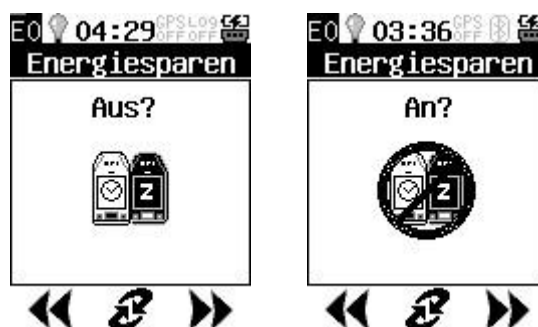 E0 04:29 GPS OFF LOG OFF
Energiesparen
Aus?
Z
E0 03:36 GPS OFF
Energiesparen
An?
Z